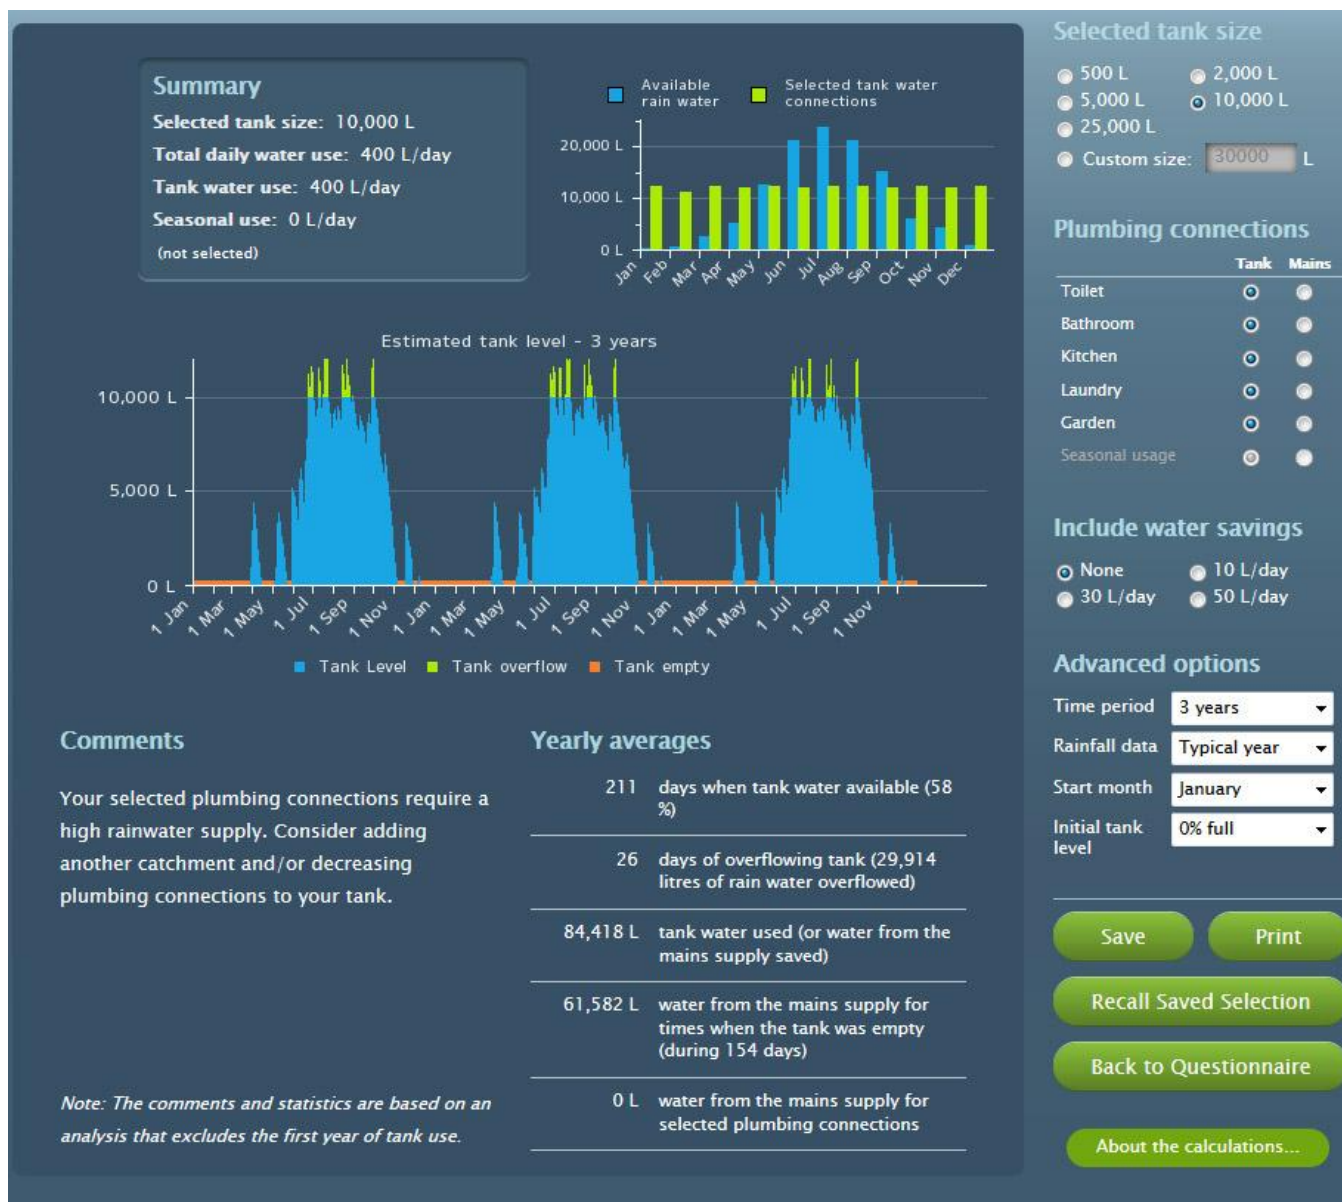 Summary
Selected tank size: 10,000 L
Total daily water use: 400 L/day
Tank water use: 400 L/day
Seasonal use: 0 L/day
(not selected)
Available
rain water
Selected tank water
connections
20,000 L
10,000 L
0 L
Jan
Feb
Mar
Apr
May
Jun
Jul
Aug
Sep
Oct
Nov
Dec
Estimated tank level - 3 years
10,000 L
5,000 L
0 L
1 Jan
1 Mar
1 May
1 Jul
1 Sep
1 Nov
1 Jan
1 Mar
1 May
1 Jul
1 Sep
1 Nov
1 Jan
1 Mar
1 May
1 Jul
1 Sep
1 Nov
Tank Level
Tank overflow
Tank empty
Comments
Your selected plumbing connections require a
high rainwater supply. Consider adding
another catchment and/or decreasing
plumbing connections to your tank.
Note: The comments and statistics are based on an
analysis that excludes the first year of tank use.
Yearly averages
211 days when tank water available (58
%)
26 days of overflowing tank (29,914
litres of rain water overflowed)
84,418 L tank water used (or water from the
mains supply saved)
61,582 L water from the mains supply for
times when the tank was empty
(during 154 days)
0 L water from the mains supply for
selected plumbing connections
Selected tank size
500 L 2,000 L
5,000 L 10,000 L
25,000 L
Custom size: 30000 L
Plumbing connections
Tank Mains
Toilet
Bathroom
Kitchen
Laundry
Garden
Seasonal usage
Include water savings
None 10 L/day
30 L/day 50 L/day
Advanced options
Time period 3 years
Rainfall data Typical year
Start month January
Initial tank 0% full
level
Save Print
Recall Saved Selection
Back to Questionnaire
About the calculations...